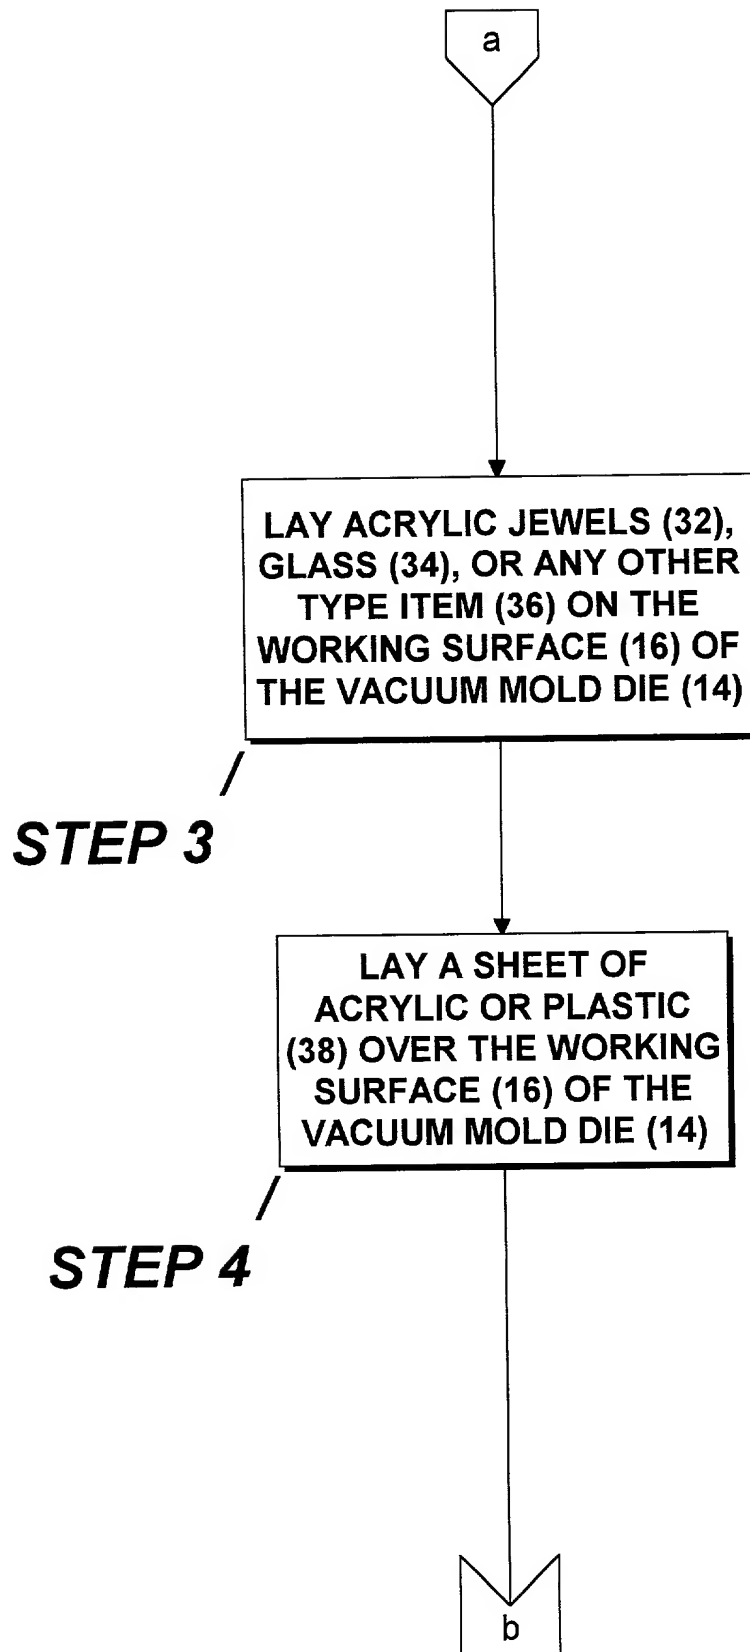 a
LAY ACRYLIC JEWELS (32),
GLASS (34), OR ANY OTHER
TYPE ITEM (36) ON THE
WORKING SURFACE (16) OF
THE VACUUM MOLD DIE (14)
STEP 3
LAY A SHEET OF
ACRYLIC OR PLASTIC
(38) OVER THE WORKING
SURFACE (16) OF THE
VACUUM MOLD DIE (14)
STEP 4
b